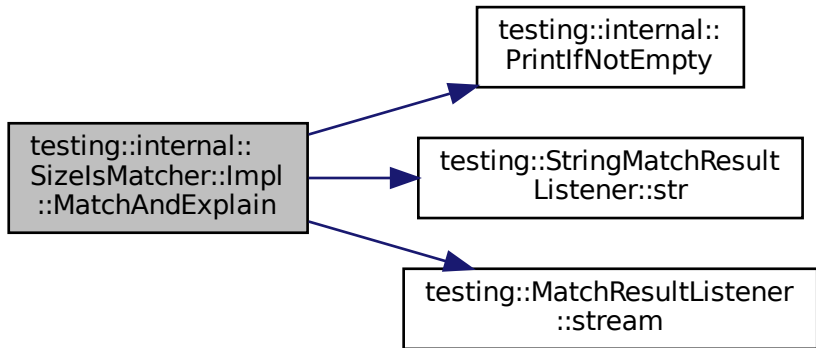 testing::internal::
SizeIsMatcher::Impl
::MatchAndExplain
testing::internal::
PrintIfNotEmpty
testing::StringMatchResult
Listener::str
testing::MatchResultListener
::stream